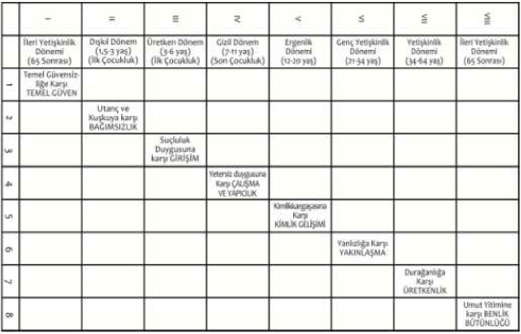 I II III IV V VI VII VIII
İleri Yetişkinlik
Dönemi
(65 Sonrası)
Dışkıl Dönem
(1,5-3 yaş)
(İlk Çocukluk)
Üretken Dönem
(3-6 yaş)
(İlk Çocukluk)
Gizil Dönem
(7-11 yaş)
(Son Çocukluk)
Ergenlik
Dönemi
(12-20 yaş)
Genç Yetişkinlik
Dönemi
(21-34 yaş)
Yetişkinlik
Dönemi
(34-64 yaş)
İleri Yetişkinlik
Dönemi
(65 Sonrası)
1
Temel Güvensiz-
liğe Karşı
TEMEL GÜVEN
2
Utanç ve
Kuşkuya karşı
BAĞIMSIZLIK
3
Suçluluk
Duygusuna
karşı GİRİŞİM
4
Yetersiz duygusuna
Karşı ÇALIŞMA
VE YAPICILIK
5
Kimlikkargaşasına
Karşı
KİMLİK GELİŞİMİ
6
Yanlızlığa Karşı
YAKINLAŞMA
7
Durağanlığa
Karşı
ÜRETKENLİK
8
Umut Yitimine
karşı BENLİK
BÜTÜNLÜĞÜ